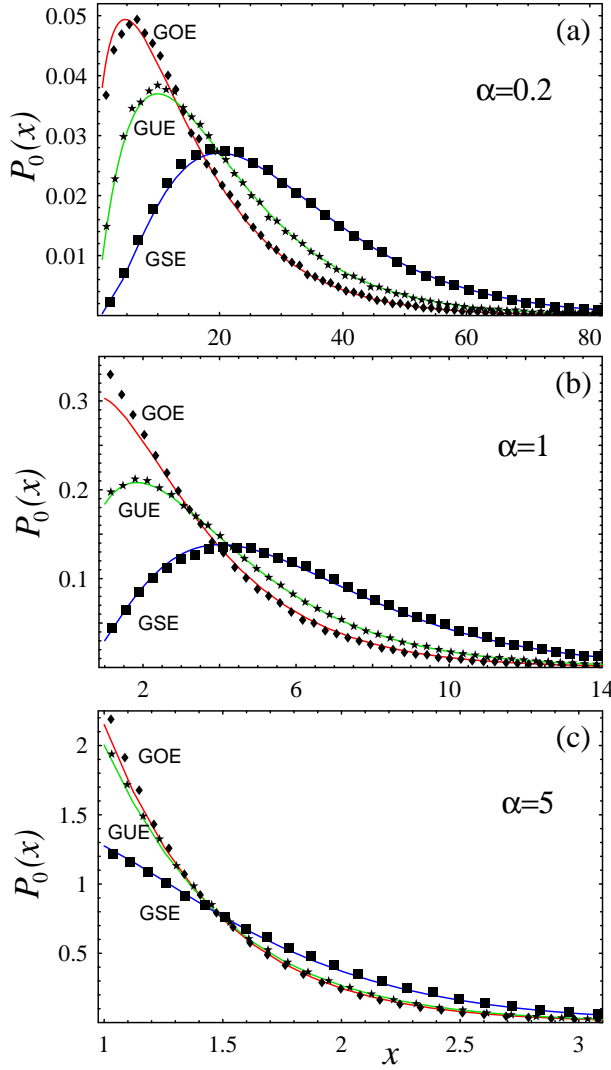 (a)
0.05
GOE
0.04
α=0.2
P₀(x)
0.03
GUE
0.02
0.01
GSE
20 40 60 80
(b)
0.3
GOE
α=1
P₀(x)
0.2
GUE
0.1
GSE
2 6 10 14
(c)
2
GOE
α=5
P₀(x)
1.5
GUE
1
GSE
0.5
1 1.5 2 2.5 3
x